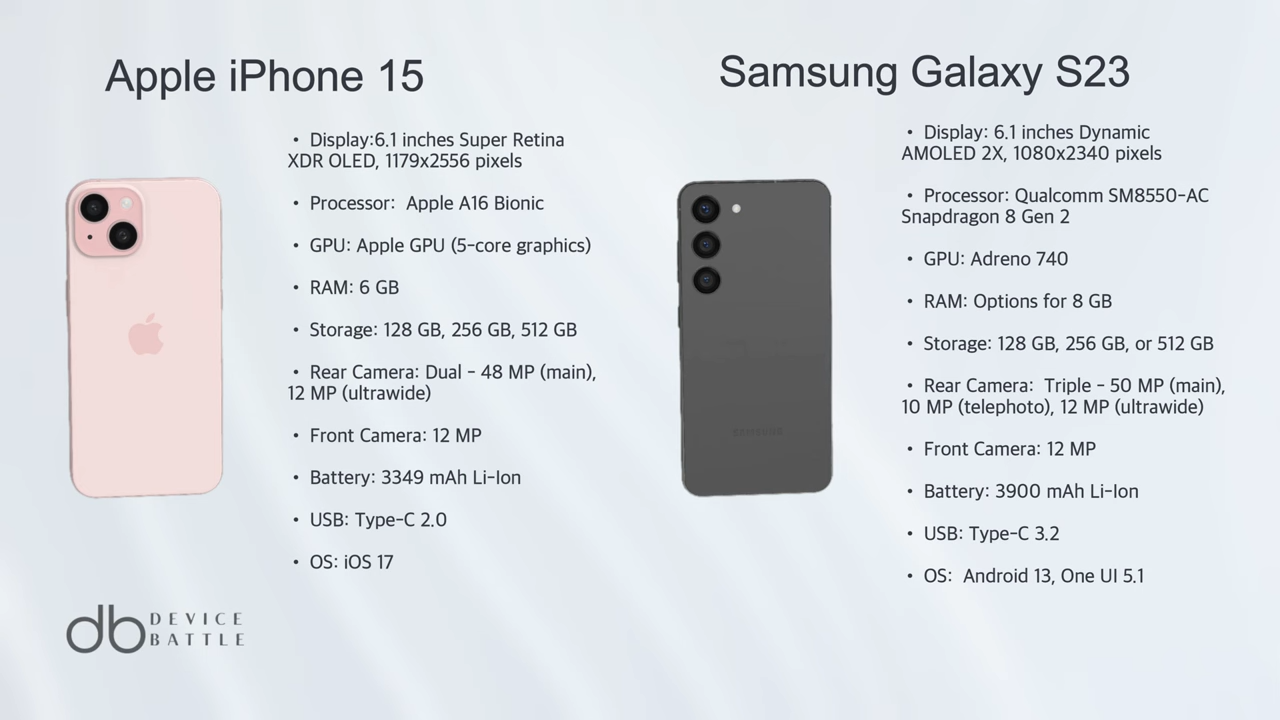 Apple iPhone 15
• Display:6.1 inches Super Retina
XDR OLED, 1179x2556 pixels
• Processor:  Apple A16 Bionic
• GPU: Apple GPU (5-core graphics)
• RAM: 6 GB
• Storage: 128 GB, 256 GB, 512 GB
• Rear Camera: Dual - 48 MP (main),
12 MP (ultrawide)
• Front Camera: 12 MP
• Battery: 3349 mAh Li-Ion
• USB: Type-C 2.0
• OS: iOS 17
Samsung Galaxy S23
• Display: 6.1 inches Dynamic
AMOLED 2X, 1080x2340 pixels
• Processor: Qualcomm SM8550-AC
Snapdragon 8 Gen 2
• GPU: Adreno 740
• RAM: Options for 8 GB
• Storage: 128 GB, 256 GB, or 512 GB
• Rear Camera:  Triple - 50 MP (main),
10 MP (telephoto), 12 MP (ultrawide)
• Front Camera: 12 MP
• Battery: 3900 mAh Li-Ion
• USB: Type-C 3.2
• OS:  Android 13, One UI 5.1
SAMSUNG
db DEVICE
BATTLE